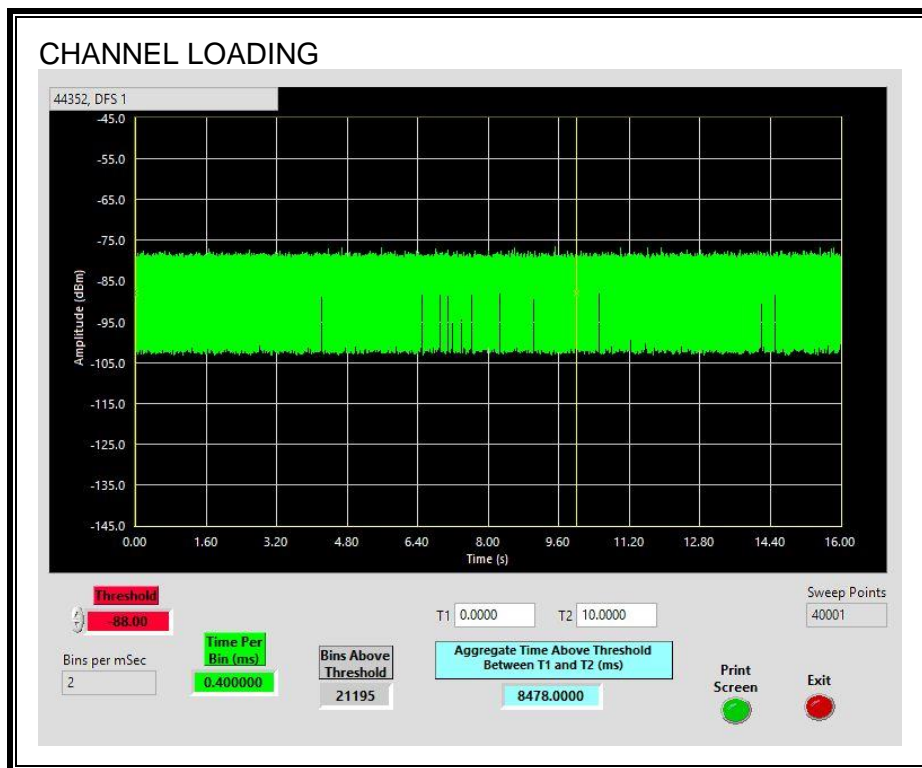 CHANNEL LOADING
44352, DFS 1
-45.0
-55.0
-65.0
-75.0
-85.0
-95.0
-105.0
-115.0
-125.0
-135.0
-145.0
Amplitude (dBm)
0.00 1.60 3.20 4.80 6.40 8.00 9.60 11.20 12.80 14.40 16.00
Time (s)
Threshold
-88.00
Bins per mSec
2
Time Per
Bin (ms)
0.400000
Bins Above
Threshold
21195
T1 0.0000 T2 10.0000
Aggregate Time Above Threshold
Between T1 and T2 (ms)
8478.0000
Sweep Points
40001
Print
Screen
Exit